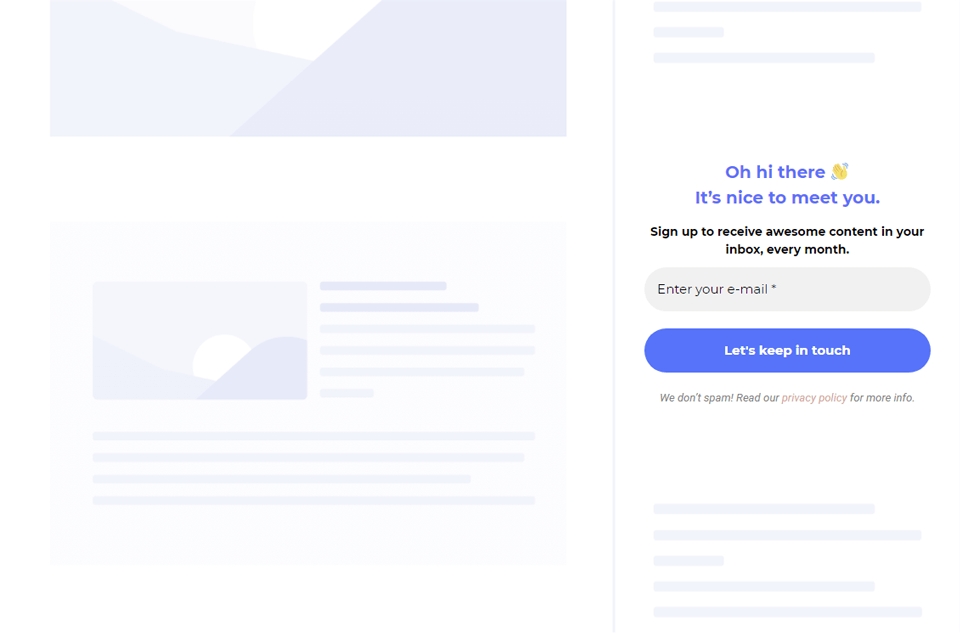 Oh hi there 👋
It's nice to meet you.
Sign up to receive awesome content in your
inbox, every month.
Enter your e-mail *
Let's keep in touch
We don't spam! Read our privacy policy for more info.